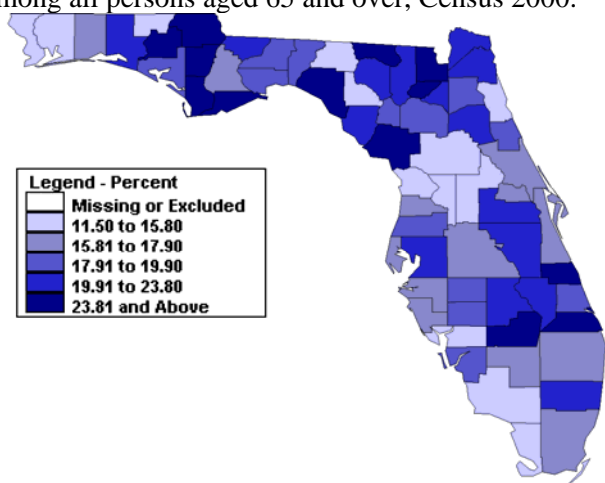 among all persons aged 65 and over, Census 2000.
Legend - Percent
Missing or Excluded
11.50 to 15.80
15.81 to 17.90
17.91 to 19.90
19.91 to 23.80
23.81 and Above